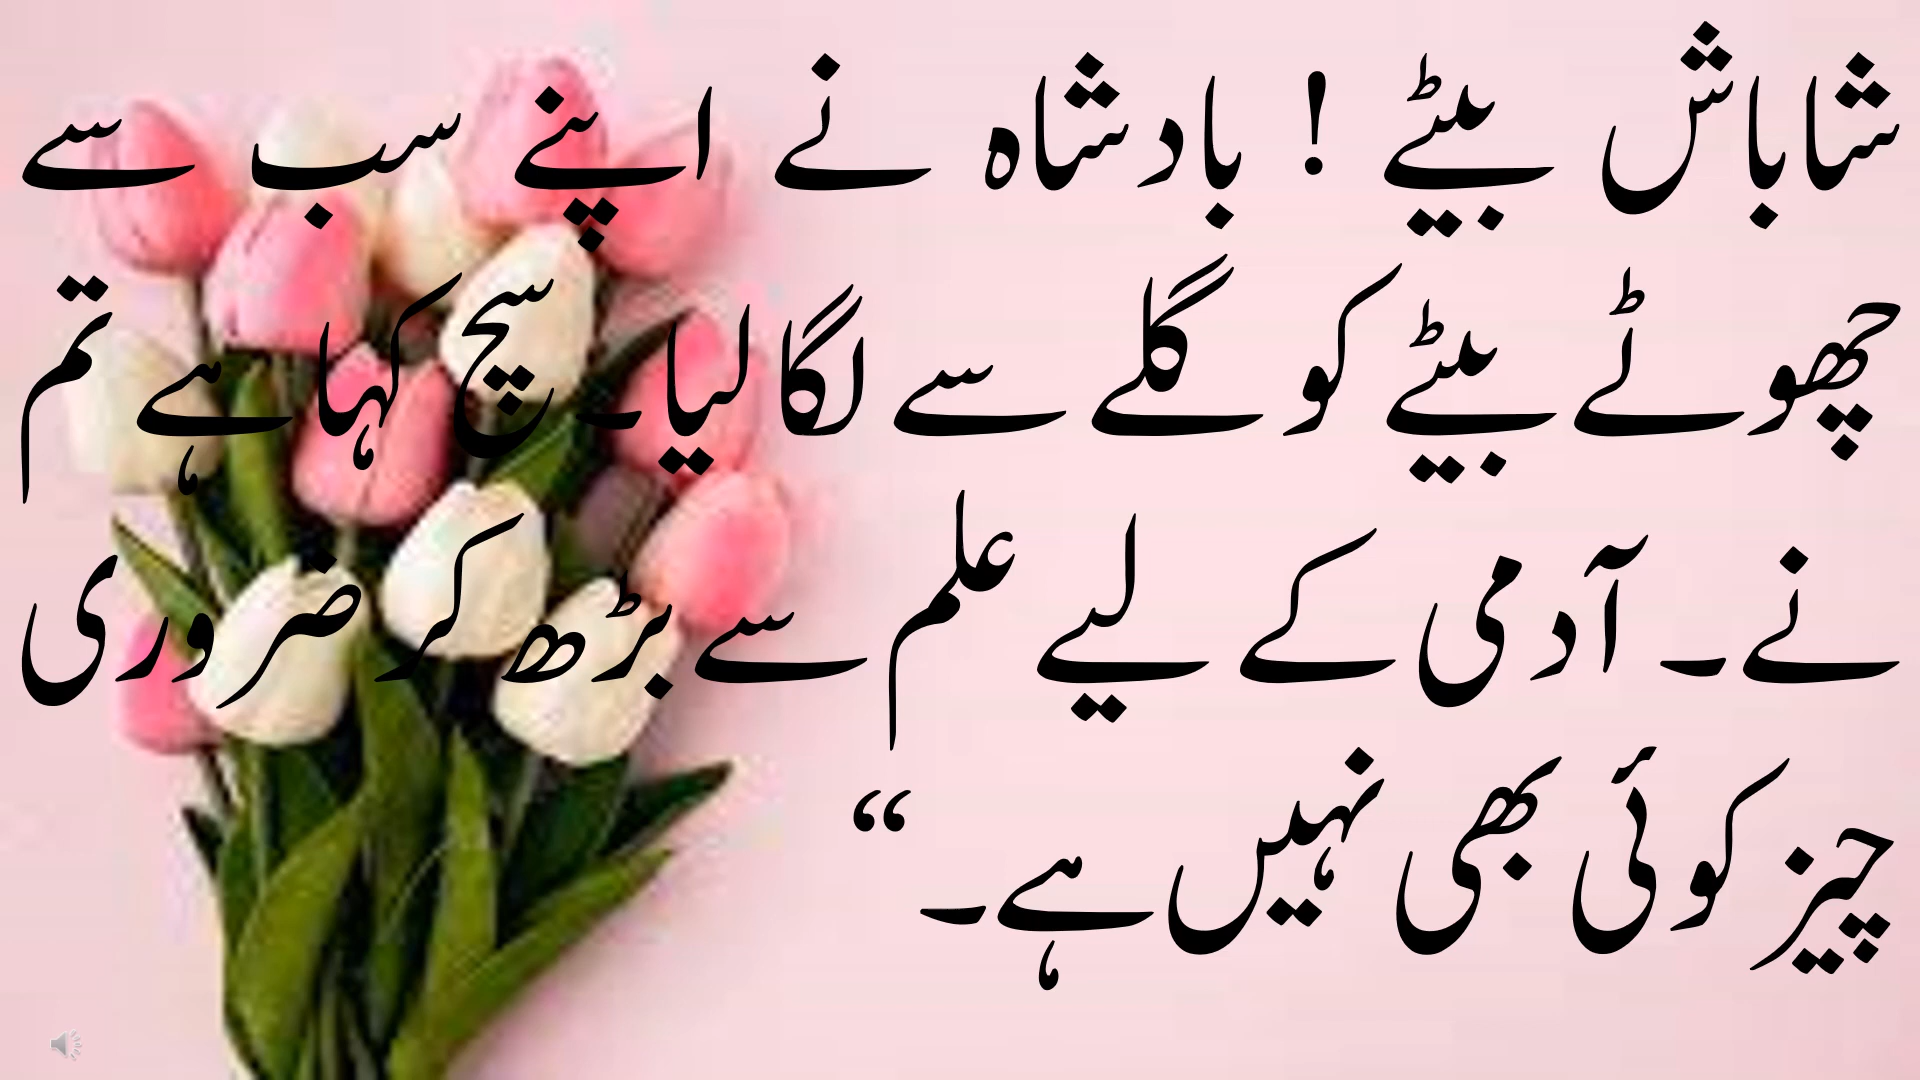 شاباش بیٹے ! بادشاہ نے اپنے سب سے
چھوٹے بیٹے کو گلے سے لگا لیا۔ سچ کہا ہے تم
نے۔ آدمی کے لیے علم سے بڑھ کر ضروری
چیز کوئی بھی نہیں ہے۔“